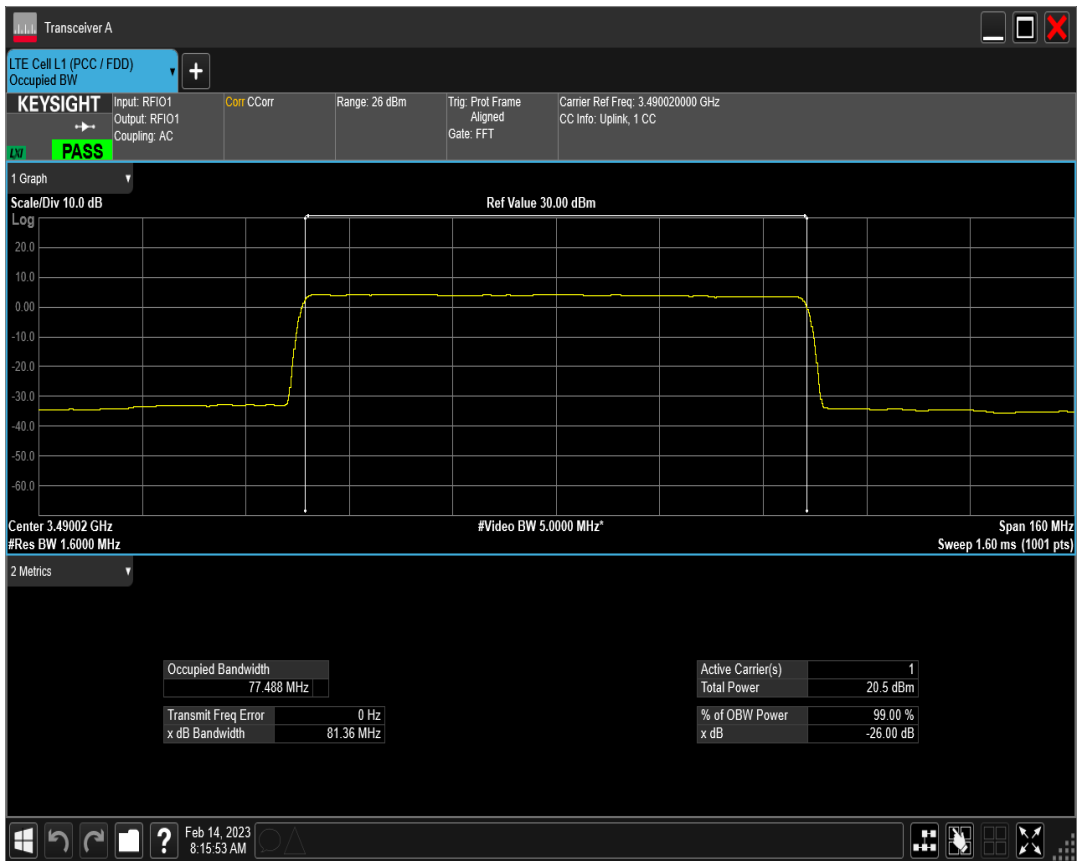 Transceiver A
LTE Cell L1 (PCC / FDD)
Occupied BW
+
KEYSIGHT
LXI
PASS
Input: RFIO1
Output: RFIO1
Coupling: AC
Corr CCorr
Range: 26 dBm
Trig: Prot Frame
Aligned
Gate: FFT
Carrier Ref Freq: 3.490020000 GHz
CC Info: Uplink, 1 CC
1 Graph
Scale/Div 10.0 dB
Ref Value 30.00 dBm
Log
20.0
10.0
0.00
-10.0
-20.0
-30.0
-40.0
-50.0
-60.0
Center 3.49002 GHz
#Video BW 5.0000 MHz*
Span 160 MHz
#Res BW 1.6000 MHz
Sweep 1.60 ms (1001 pts)
2 Metrics
Occupied Bandwidth
77.488 MHz
Transmit Freq Error 0 Hz
x dB Bandwidth 81.36 MHz
Active Carrier(s) 1
Total Power 20.5 dBm
% of OBW Power 99.00 %
x dB -26.00 dB
?
Feb 14, 2023
8:15:53 AM